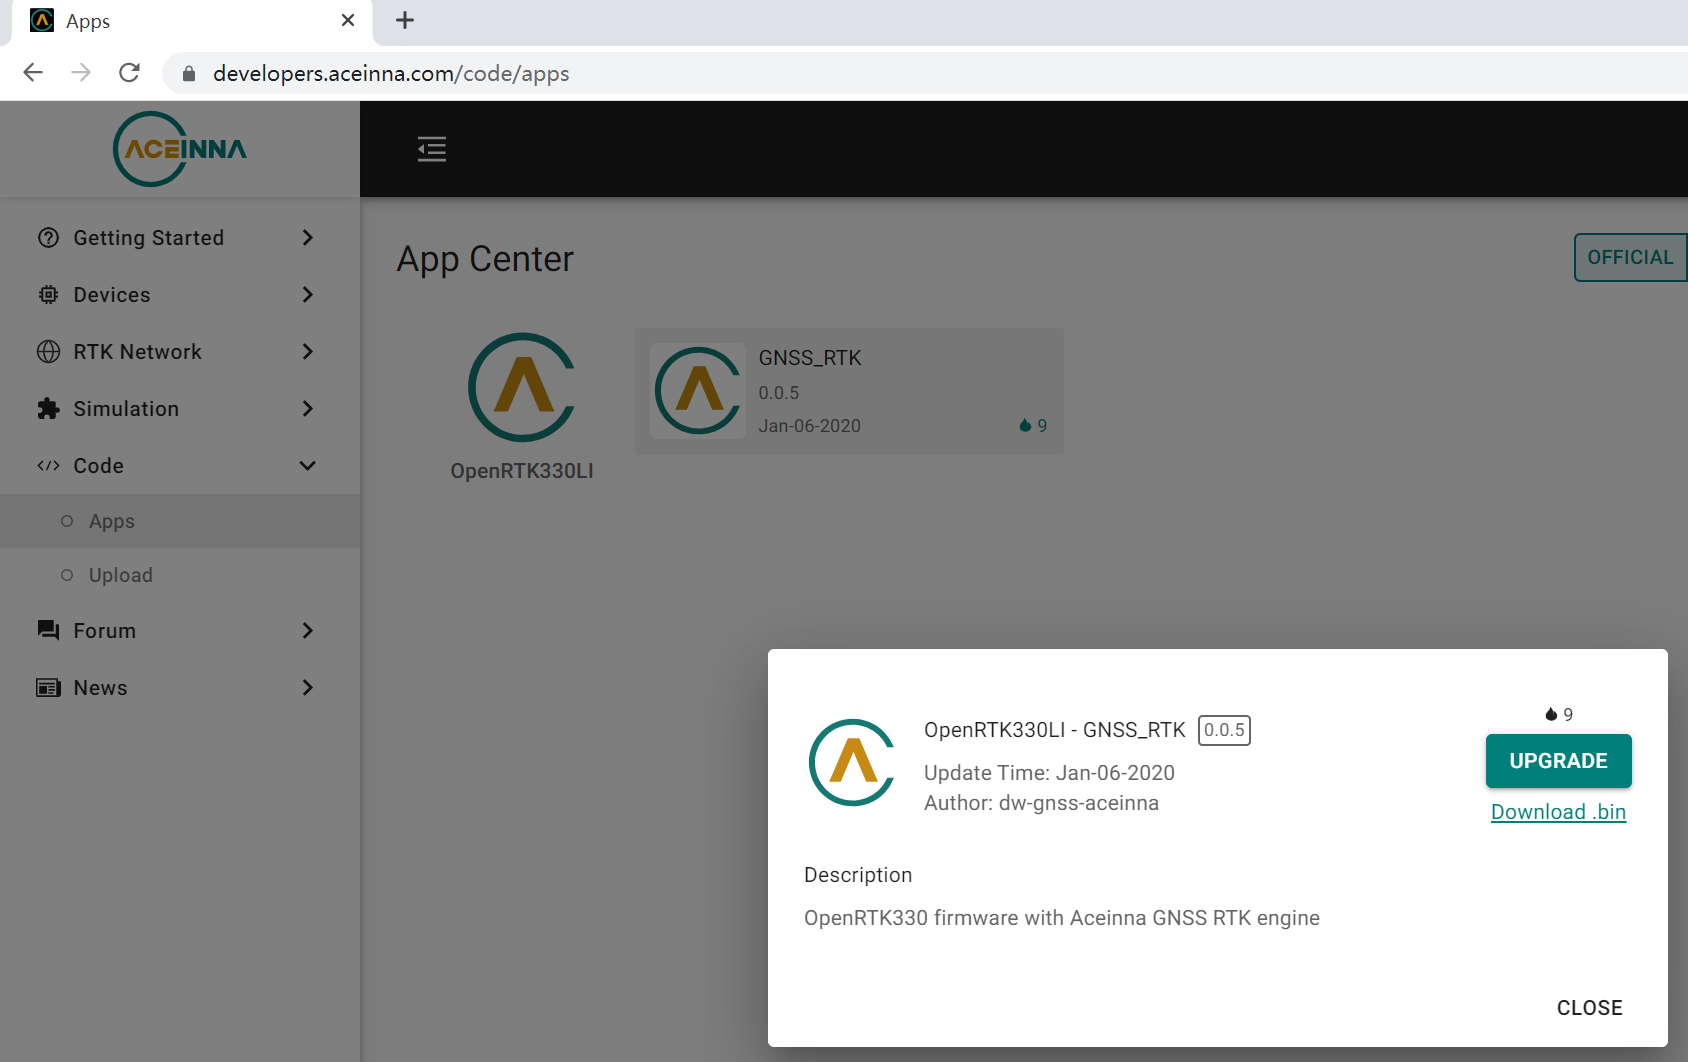 Apps
developers.aceinna.com/code/apps
ACEINNA
Getting Started
Devices
RTK Network
Simulation
Code
Apps
Upload
Forum
News
App Center
OFFICIAL
OpenRTK330LI
GNSS_RTK
0.0.5
Jan-06-2020
9
OpenRTK330LI - GNSS_RTK 0.0.5
Update Time: Jan-06-2020
Author: dw-gnss-aceinna
9
UPGRADE
Download .bin
Description
OpenRTK330 firmware with Aceinna GNSS RTK engine
CLOSE